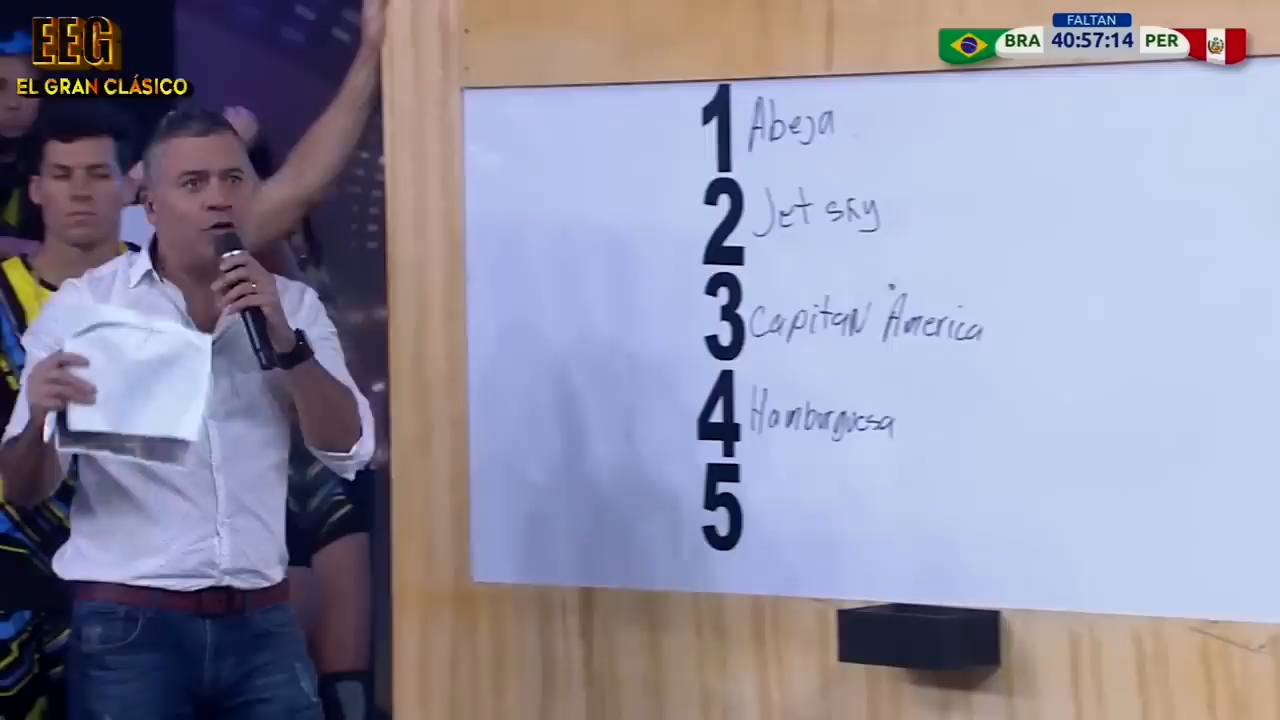 EEG
EL GRAN CLÁSICO
FALTAN
BRA 40:57:14 PER
1 Abeja
2 Jet sky
3 Capitan America
4 Hamburguesa
5